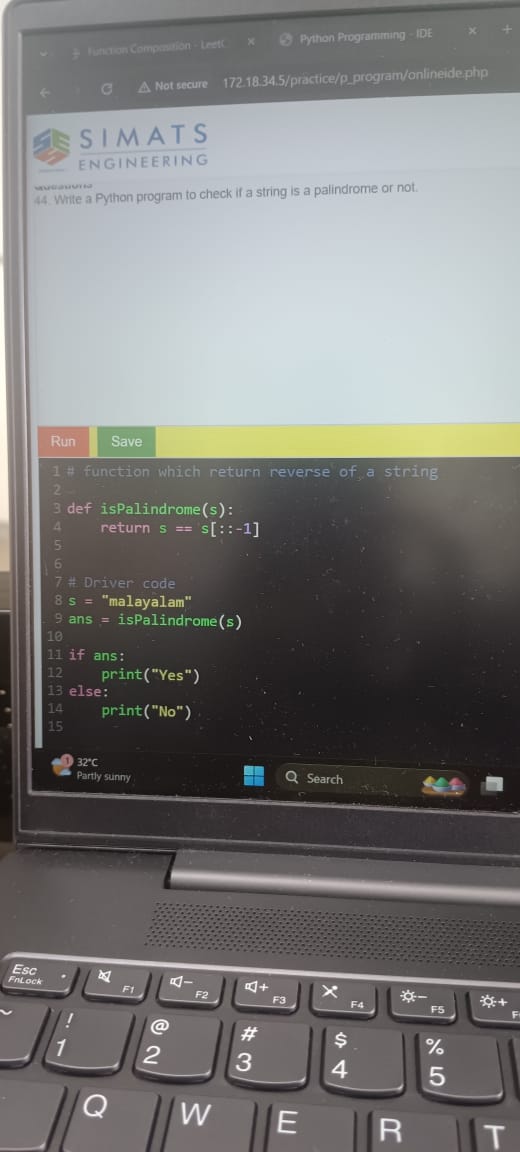 Function Composition - LeetC
Python Programming - IDE
Not secure 172.18.34.5/practice/p_program/onlineide.php
SIMATS
ENGINEERING
44. Write a Python program to check if a string is a palindrome or not.
Run Save
1 # function which return reverse of a string
2
3 def isPalindrome(s):
4 return s == s[::-1]
5
6
7 # Driver code
8 s = "malayalam"
9 ans = isPalindrome(s)
10
11 if ans:
12 print("Yes")
13 else:
14 print("No")
15
1 32°C
Partly sunny
Search
Esc
FnLock
F1
F2
F3
F4
F5
~
! 1
@ 2
# 3
$ 4
% 5
Q W E R T